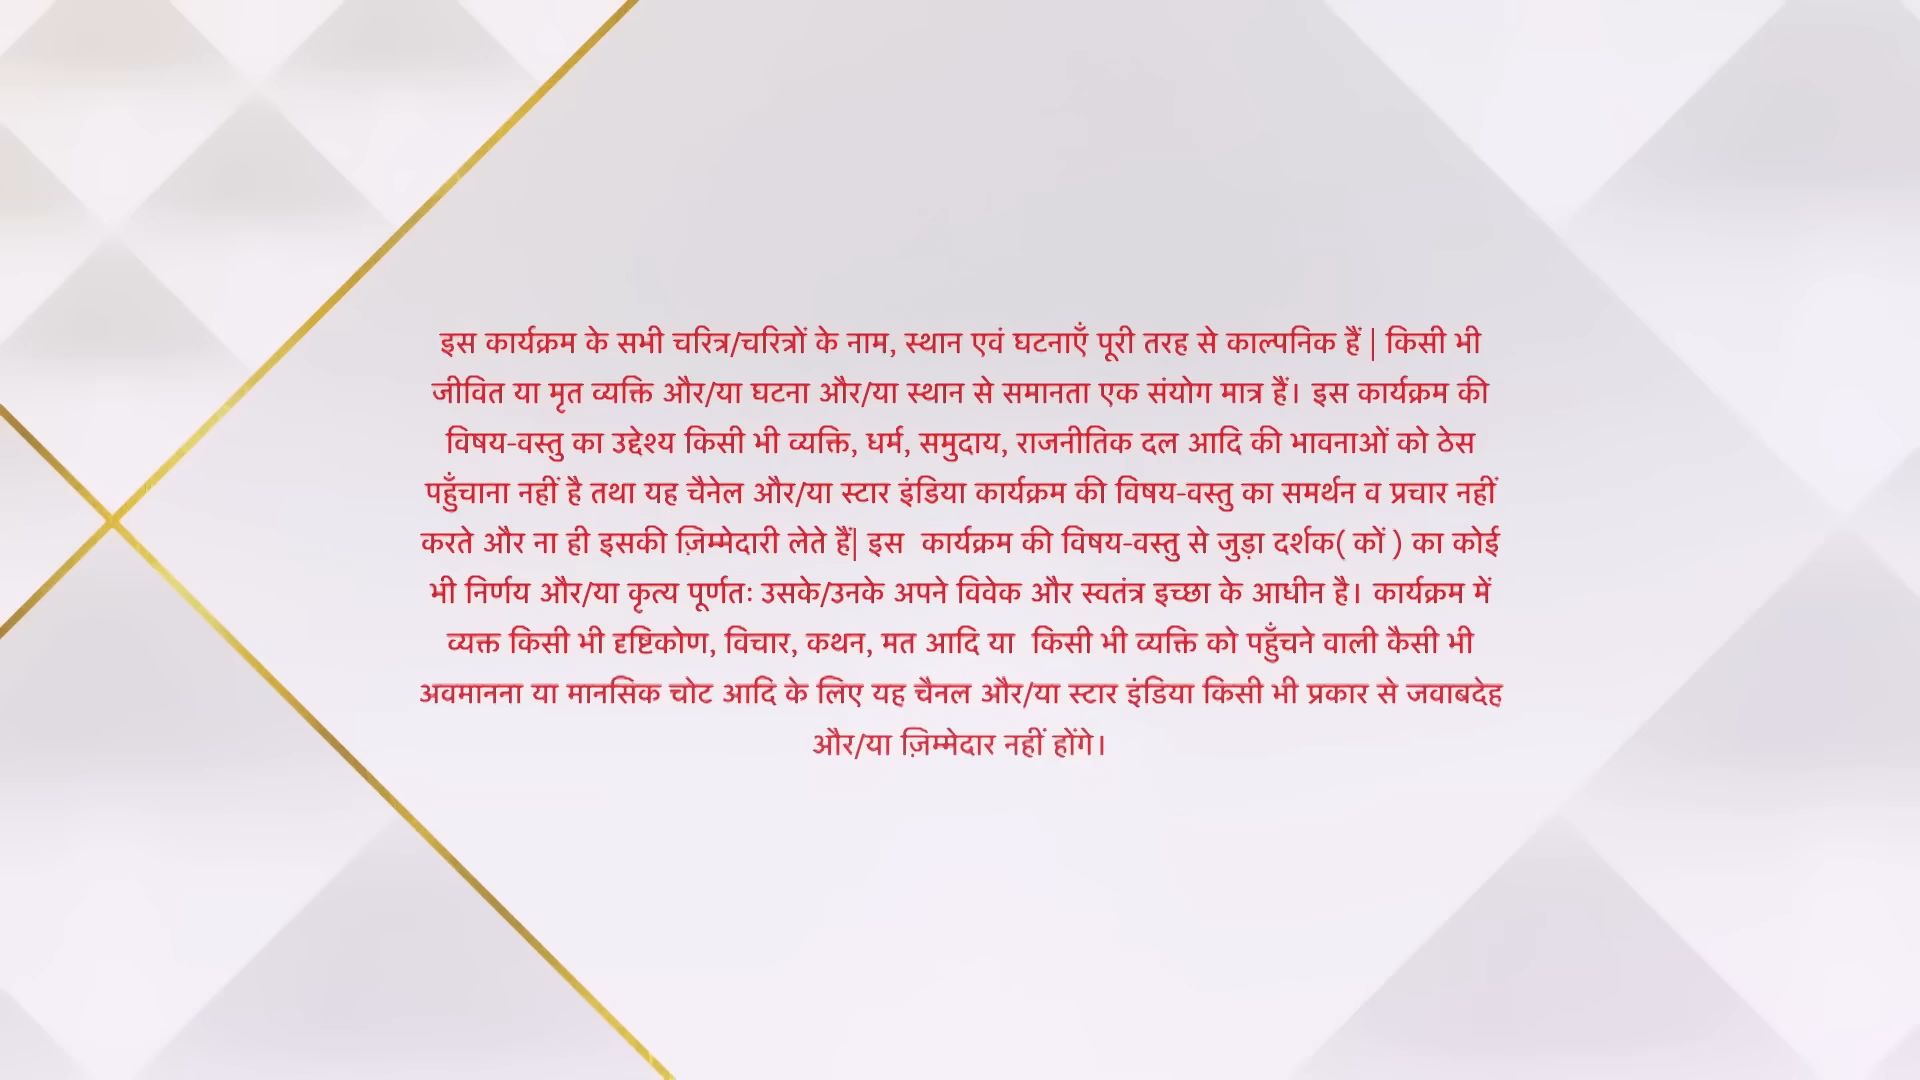 इस कार्यक्रम के सभी चरित्र/चरित्रों के नाम, स्थान एवं घटनाएँ पूरी तरह से काल्पनिक हैं | किसी भी
जीवित या मृत व्यक्ति और/या घटना और/या स्थान से समानता एक संयोग मात्र हैं। इस कार्यक्रम की
विषय-वस्तु का उद्देश्य किसी भी व्यक्ति, धर्म, समुदाय, राजनीतिक दल आदि की भावनाओं को ठेस
पहुँचाना नहीं है तथा यह चैनेल और/या स्टार इंडिया कार्यक्रम की विषय-वस्तु का समर्थन व प्रचार नहीं
करते और ना ही इसकी ज़िम्मेदारी लेते हैं| इस  कार्यक्रम की विषय-वस्तु से जुड़ा दर्शक( कों ) का कोई
भी निर्णय और/या कृत्य पूर्णतः उसके/उनके अपने विवेक और स्वतंत्र इच्छा के आधीन है। कार्यक्रम में
व्यक्त किसी भी दृष्टिकोण, विचार, कथन, मत आदि या  किसी भी व्यक्ति को पहुँचने वाली कैसी भी
अवमानना या मानसिक चोट आदि के लिए यह चैनल और/या स्टार इंडिया किसी भी प्रकार से जवाबदेह
और/या ज़िम्मेदार नहीं होंगे।